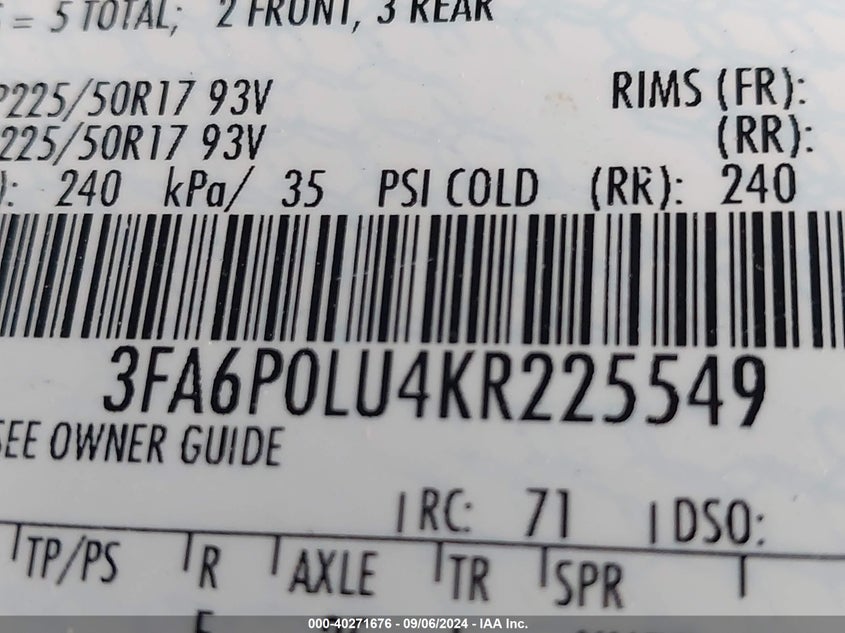 = 5 TOTAL; 2 FRONT, 3 REAR
P225/50R17 93V RIMS (FR):
225/50R17 93V (RR):
): 240 kPa/ 35 PSI COLD (RR): 240
3FA6P0LU4KR225549
SEE OWNER GUIDE
RC: 71 DSO:
TP/PS R AXLE TR SPR
000-40271676 - 09/06/2024 - IAA Inc.